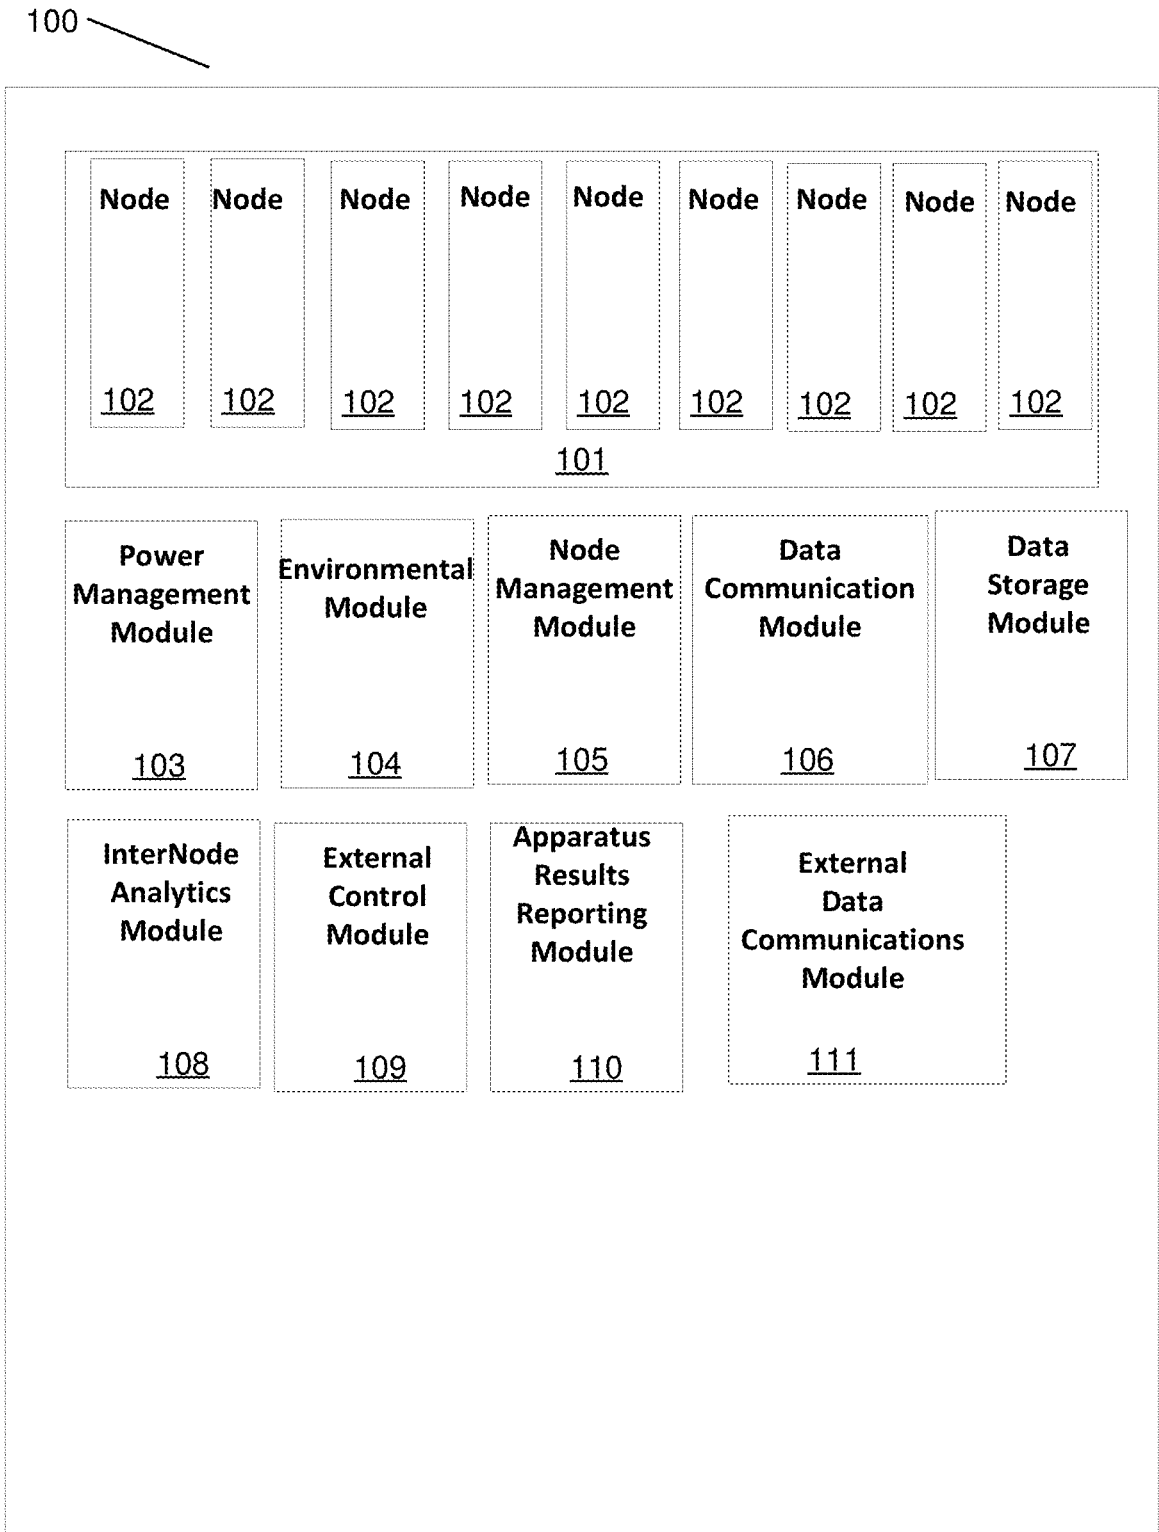 100
Node Node Node Node Node Node Node Node Node
102 102 102 102 102 102 102 102 102
101
Power
Management
Module
103
Environmental
Module
104
Node
Management
Module
105
Data
Communication
Module
106
Data
Storage
Module
107
InterNode
Analytics
Module
108
External
Control
Module
109
Apparatus
Results
Reporting
Module
110
External
Data
Communications
Module
111